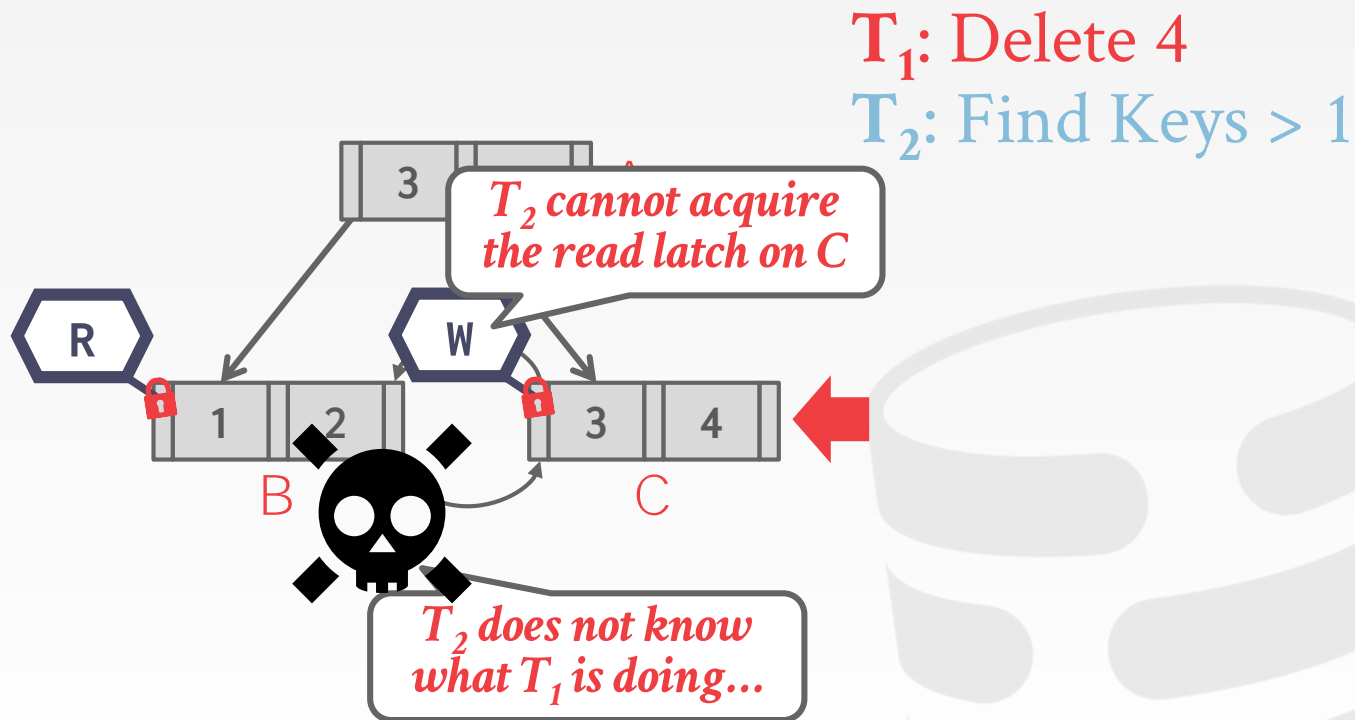 T1: Delete 4
T2: Find Keys > 1
3
T2 cannot acquire
the read latch on C
R
W
1 2
3 4
B
C
T2 does not know
what T1 is doing...